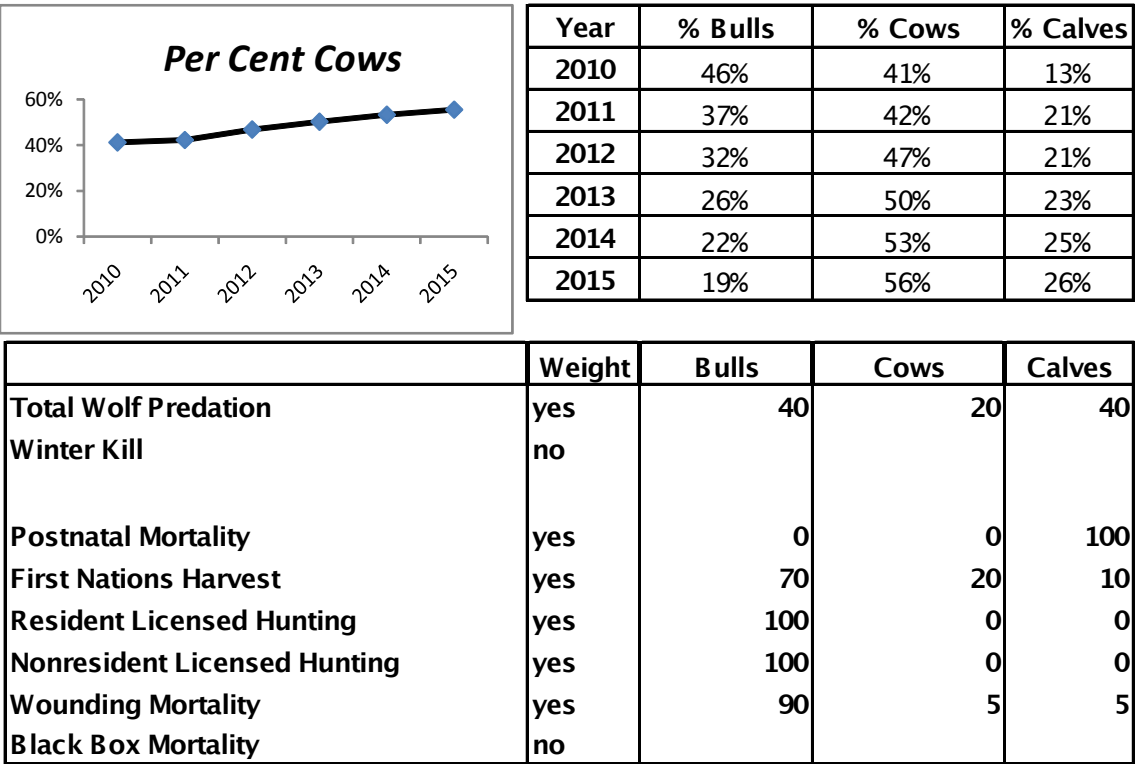 Per Cent Cows
60%
40%
20%
0%
2010 2011 2012 2013 2014 2015
Year % Bulls % Cows % Calves
2010 46% 41% 13%
2011 37% 42% 21%
2012 32% 47% 21%
2013 26% 50% 23%
2014 22% 53% 25%
2015 19% 56% 26%
Weight Bulls Cows Calves
Total Wolf Predation yes 40 20 40
Winter Kill no
Postnatal Mortality yes 0 0 100
First Nations Harvest yes 70 20 10
Resident Licensed Hunting yes 100 0 0
Nonresident Licensed Hunting yes 100 0 0
Wounding Mortality yes 90 5 5
Black Box Mortality no